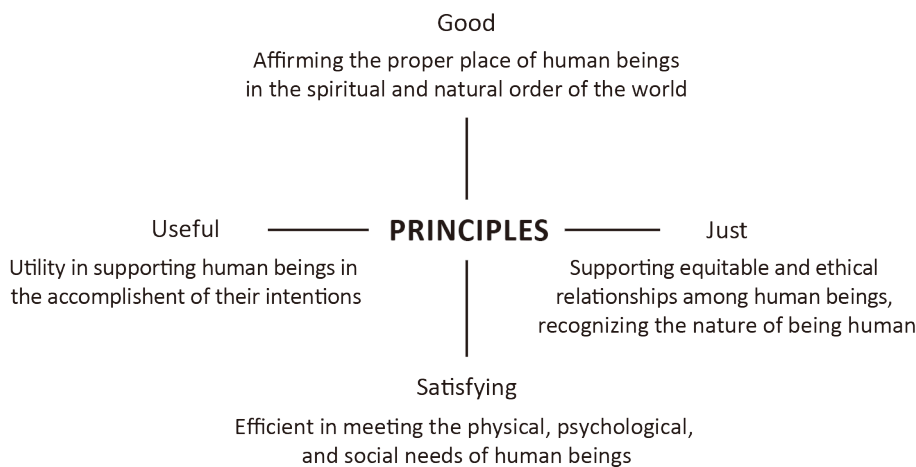 Good
Affirming the proper place of human beings
in the spiritual and natural order of the world
Useful
PRINCIPLES
Just
Utility in supporting human beings in
the accomplishent of their intentions
Supporting equitable and ethical
relationships among human beings,
recognizing the nature of being human
Satisfying
Efficient in meeting the physical, psychological,
and social needs of human beings